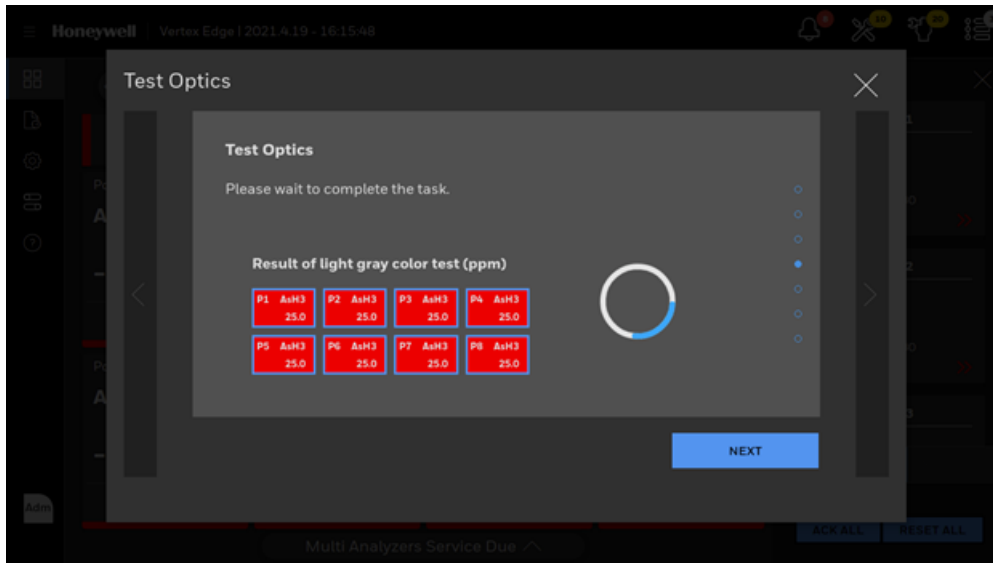 Honeywell | Vertex Edge | 2021.4.19 - 16:15:48
10
20
Test Optics
Test Optics
Please wait to complete the task.
Result of light gray color test (ppm)
P1 AsH3 P2 AsH3 P3 AsH3 P4 AsH3
25.0 25.0 25.0 25.0
P5 AsH3 P6 AsH3 P7 AsH3 P8 AsH3
25.0 25.0 25.0 25.0
NEXT
Adm
ACK ALL RESET ALL
Multi Analyzers Service Due